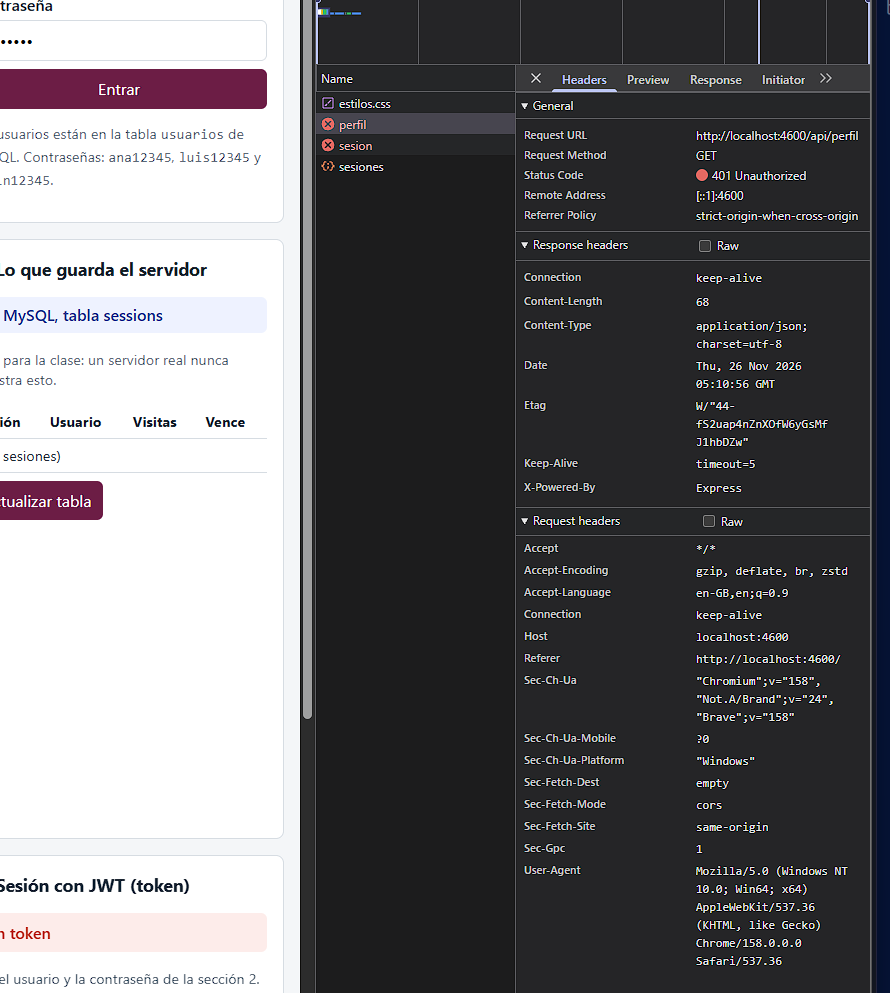 traseña
•••••
Entrar
usuarios están en la tabla usuarios de
QL. Contraseñas: ana12345, luis12345 y
in12345.
Lo que guarda el servidor
MySQL, tabla sessions
para la clase: un servidor real nunca
stra esto.
ión Usuario Visitas Vence
sesiones)
tualizar tabla
Sesión con JWT (token)
n token
el usuario y la contraseña de la sección 2.
Name
estilos.css
perfil
sesion
sesiones
Headers Preview Response Initiator
General
Request URL http://localhost:4600/api/perfil
Request Method GET
Status Code 401 Unauthorized
Remote Address [::1]:4600
Referrer Policy strict-origin-when-cross-origin
Response headers Raw
Connection keep-alive
Content-Length 68
Content-Type application/json;
charset=utf-8
Date Thu, 26 Nov 2026
05:10:56 GMT
Etag W/"44-
fS2uap4nZnXOfW6yGsMf
J1hbDZw"
Keep-Alive timeout=5
X-Powered-By Express
Request headers Raw
Accept */*
Accept-Encoding gzip, deflate, br, zstd
Accept-Language en-GB,en;q=0.9
Connection keep-alive
Host localhost:4600
Referer http://localhost:4600/
Sec-Ch-Ua "Chromium";v="158",
"Not.A/Brand";v="24",
"Brave";v="158"
Sec-Ch-Ua-Mobile ?0
Sec-Ch-Ua-Platform "Windows"
Sec-Fetch-Dest empty
Sec-Fetch-Mode cors
Sec-Fetch-Site same-origin
Sec-Gpc 1
User-Agent Mozilla/5.0 (Windows NT
10.0; Win64; x64)
AppleWebKit/537.36
(KHTML, like Gecko)
Chrome/158.0.0.0
Safari/537.36